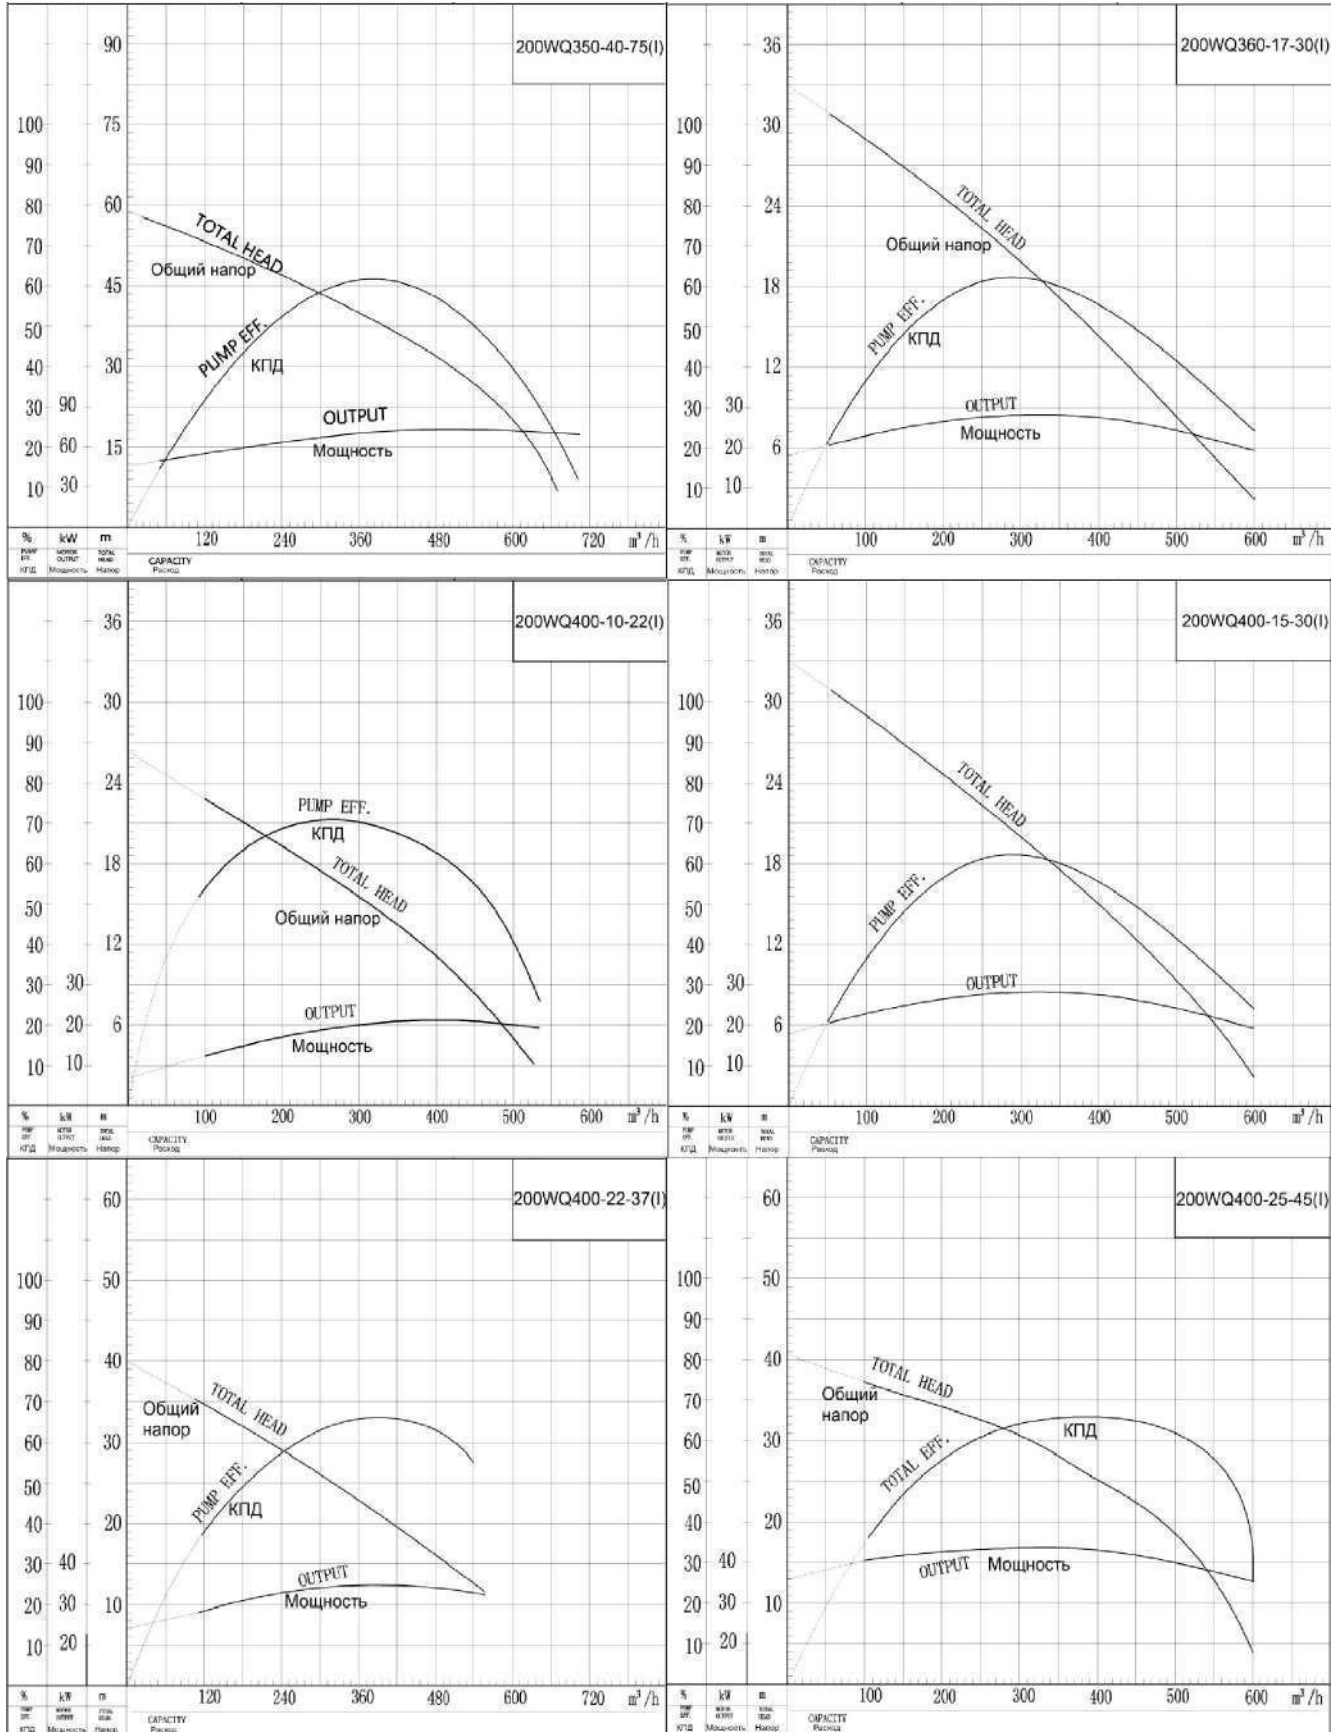 200WQ350-40-75(I)
90
100 75
90
80 60
70
60 45
50
40 30
30 90
20 60 15
10 30
TOTAL HEAD
Общий напор
PUMP EFF.
КПД
OUTPUT
Мощность
% kW m 120 240 360 480 600 720 m³/h
PUMP EFF. MOTOR OUTPUT TOTAL HEAD
CAPACITY
КПД Мощность Напор Расход
200WQ360-17-30(I)
36
100 30
90
80 24
70
60 18
50
40 12
30 30
20 20 6
10 10
TOTAL HEAD
Общий напор
PUMP EFF.
КПД
OUTPUT
Мощность
% kW m 100 200 300 400 500 600 m³/h
CAPACITY
КПД Мощность Напор Расход
200WQ400-10-22(I)
36
100 30
90
80 24
70
60 18
50
40 12
30 30
20 20 6
10 10
PUMP EFF.
КПД
TOTAL HEAD
Общий напор
OUTPUT
Мощность
% kW m 100 200 300 400 500 600 m³/h
CAPACITY
КПД Мощность Напор Расход
200WQ400-15-30(I)
36
100 30
90
80 24
70
60 18
50
40 12
30 30
20 20 6
10 10
TOTAL HEAD
PUMP EFF.
OUTPUT
% kW m 100 200 300 400 500 600 m³/h
CAPACITY
КПД Мощность Напор Расход
200WQ400-22-37(I)
60
100 50
90
80 40
70
60 30
50
40 20
30 40
20 30 10
10 20
TOTAL HEAD
Общий
напор
PUMP EFF.
КПД
OUTPUT
Мощность
% kW m 120 240 360 480 600 720 m³/h
CAPACITY
КПД Мощность Напор Расход
200WQ400-25-45(I)
60
100 50
90
80 40
70
60 30
50
40 20
30 40
20 30 10
10 20
TOTAL HEAD
Общий
напор
TOTAL EFF.
КПД
OUTPUT Мощность
% kW m 100 200 300 400 500 600 m³/h
CAPACITY
КПД Мощность Напор Расход